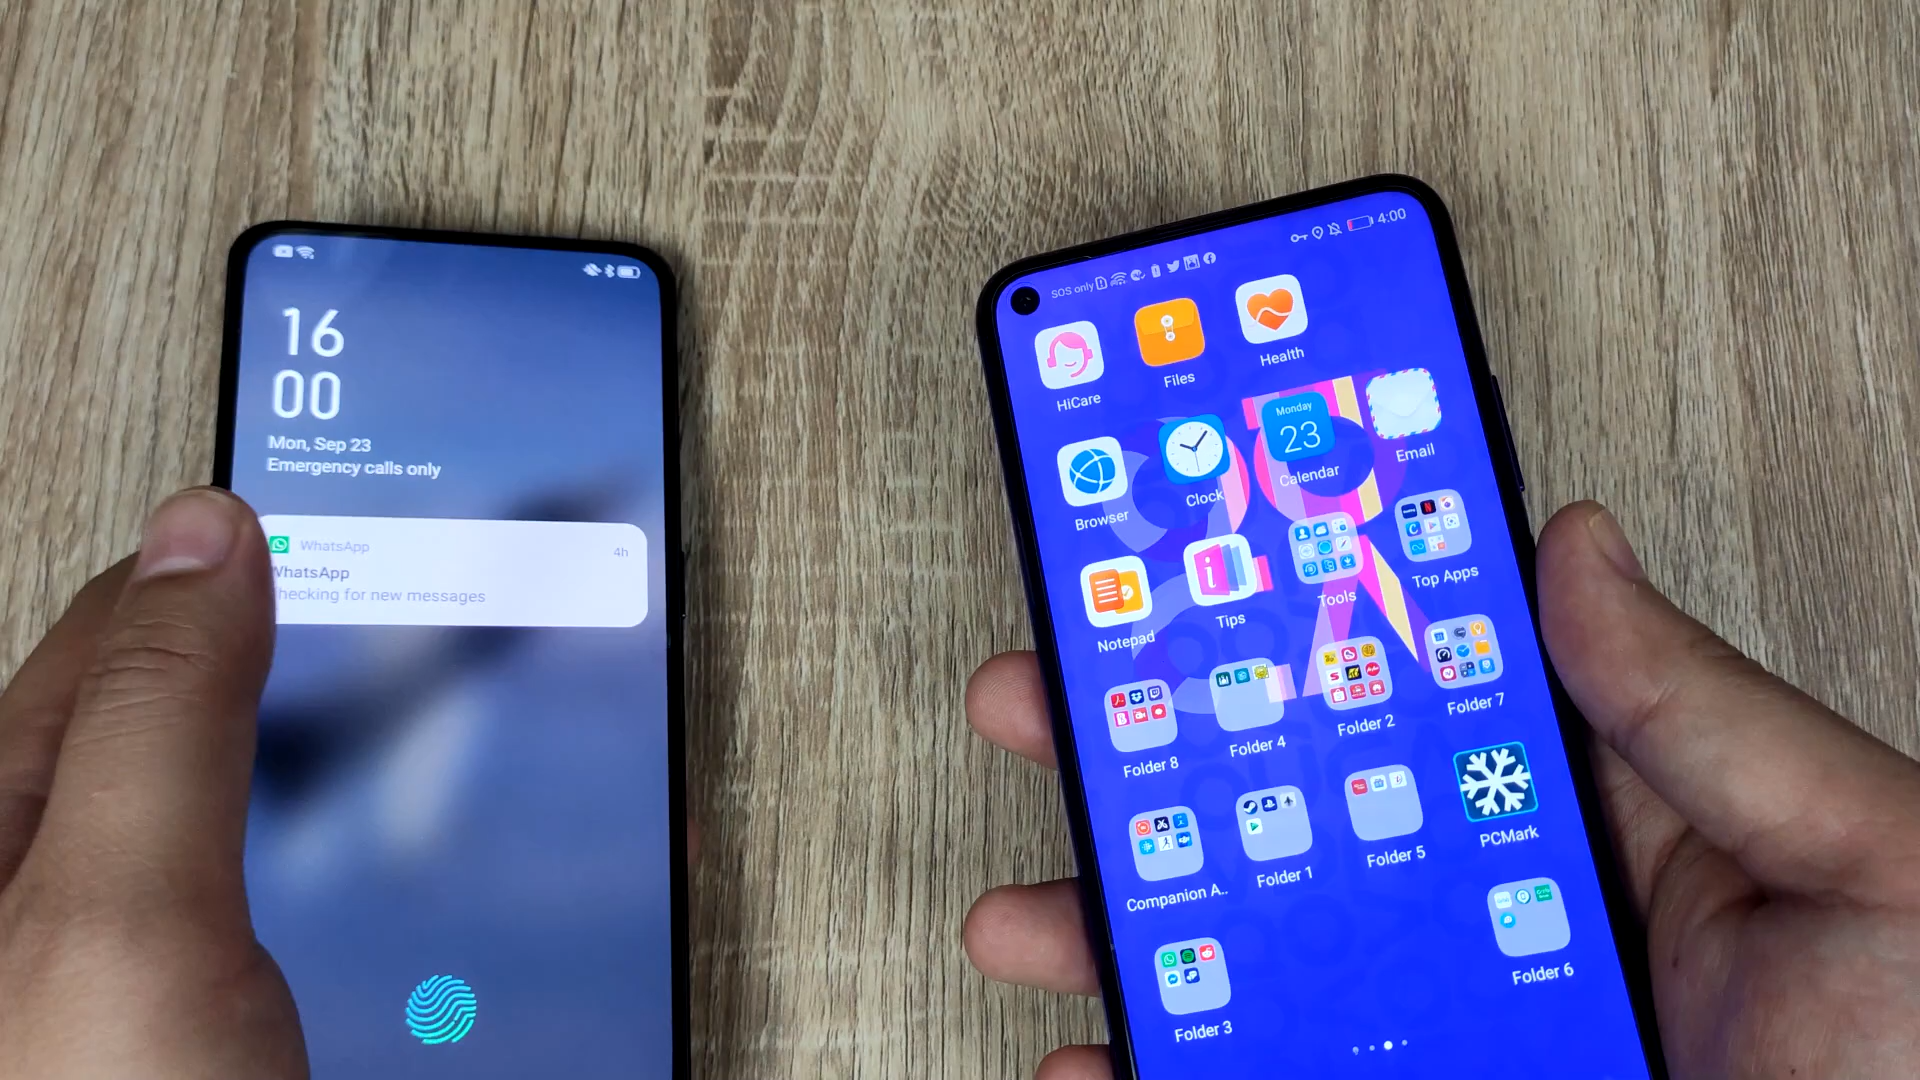 16
00
Mon, Sep 23
Emergency calls only
WhatsApp
4h
WhatsApp
hecking for new messages
SOS only
4:00
HiCare
Files
Health
Browser
Clock
Monday
23
Calendar
Email
Notepad
Tips
Tools
Top Apps
Folder 8
Folder 4
Folder 2
Folder 7
Companion A..
Folder 1
Folder 5
PCMark
Folder 3
Folder 6